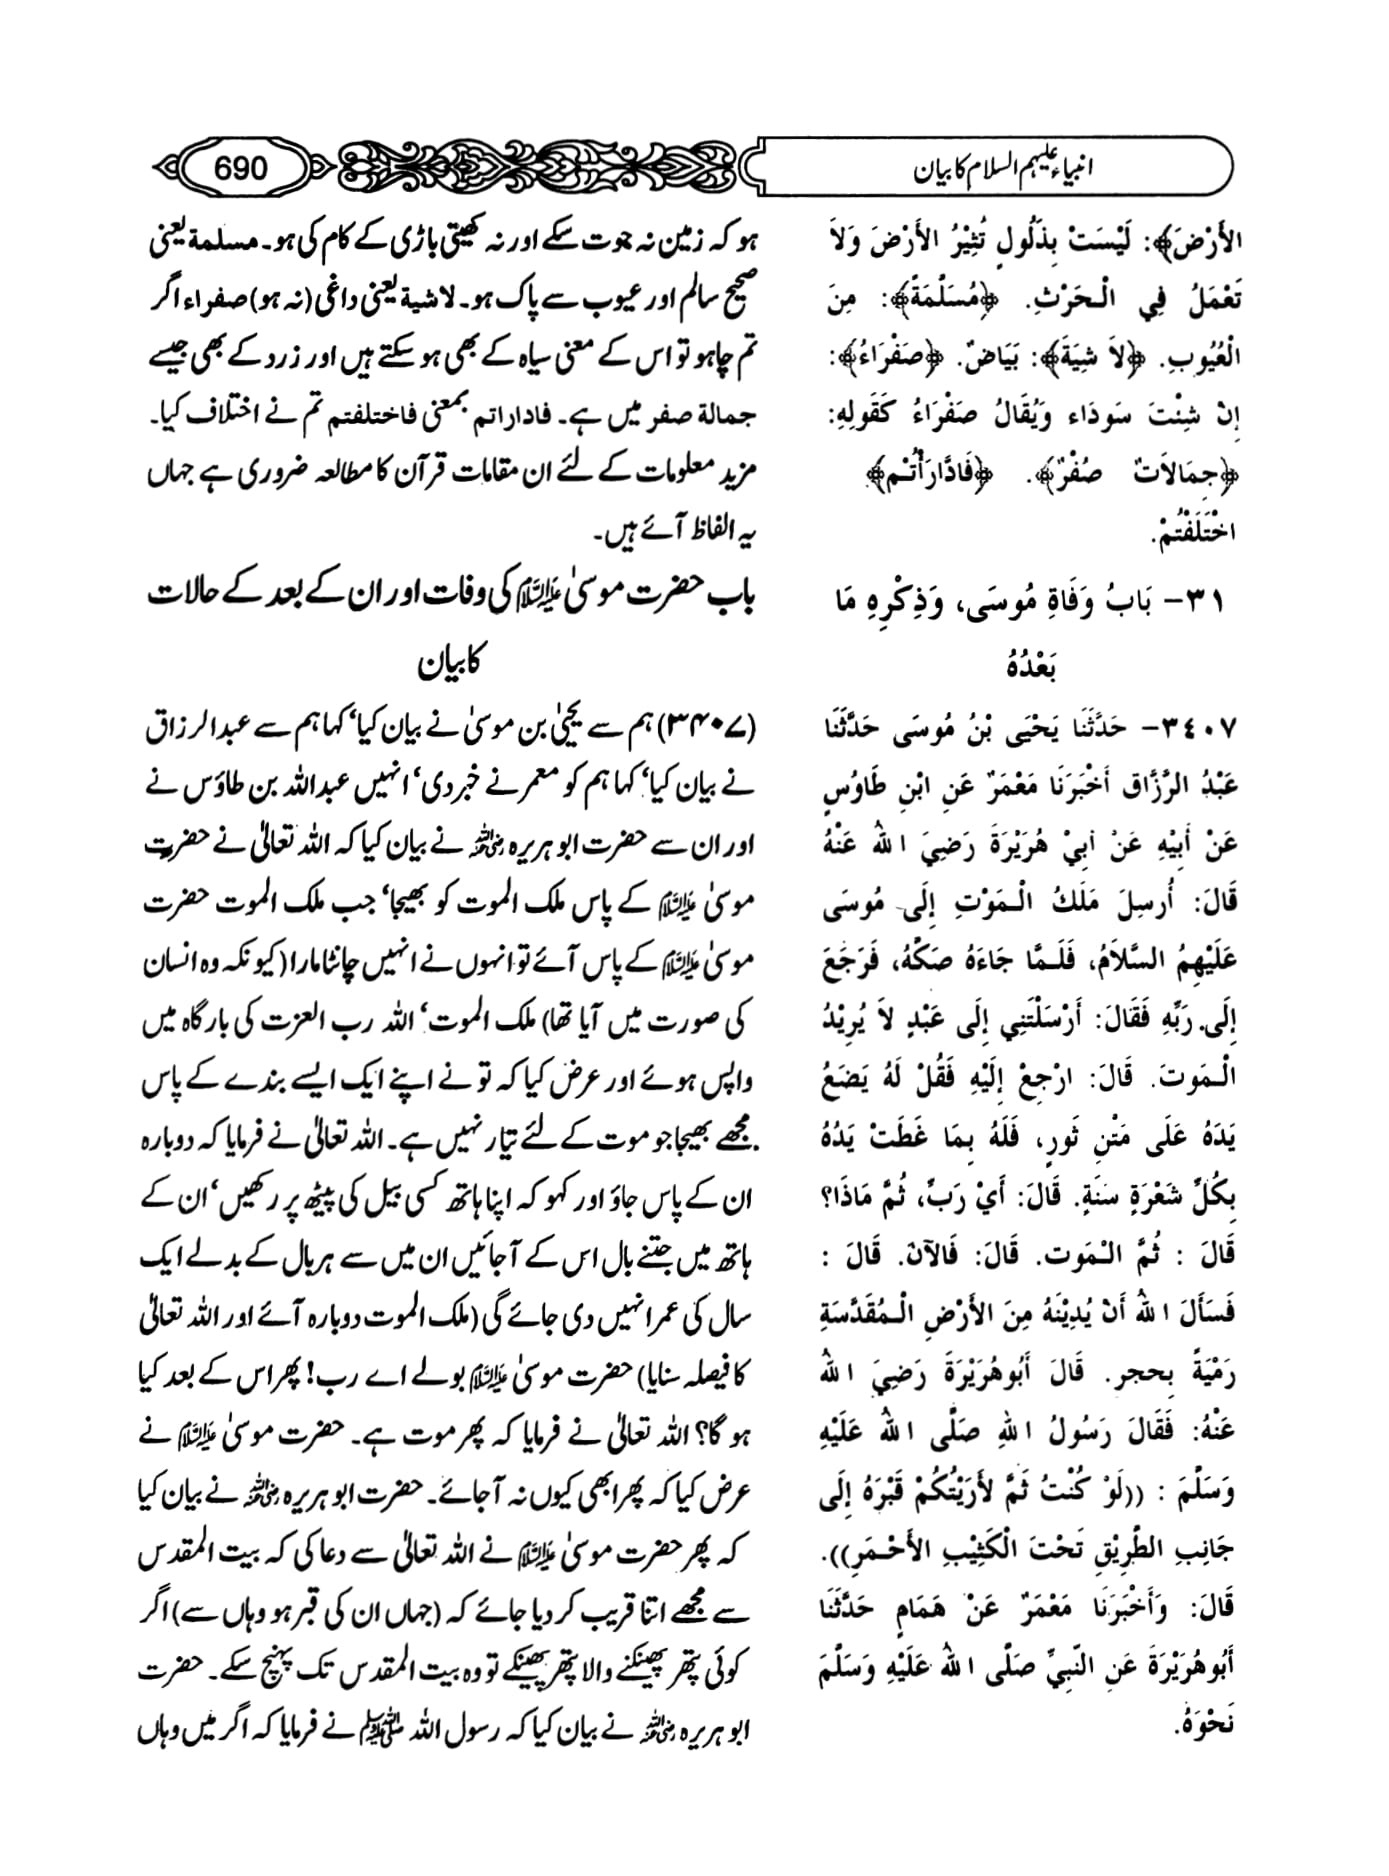 انبیاء علیہم السلام کا بیان
690
الأَرْضَ﴾: لَيْسَتْ بِذَلُولٍ تُثِيْرُ الأَرْضَ وَلاَ
تَعْمَلُ فِي الْحَرْثِ. ﴿مُسَلَّمَةٌ﴾: مِنَ
الْعُيُوبِ. ﴿لاَ شِيَةَ﴾: بَيَاضٌ. ﴿صَفْرَاءُ﴾:
إِنْ شِئْتَ سَودَاء وَيُقَالُ صَفْرَاءُ كَقَولِهِ:
﴿جِمَالاَتٌ صُفْرٌ﴾. ﴿فَادَّارَأْتُم﴾
اخْتَلَفْتُمْ.
٣١- بَابُ وَفَاةِ مُوسَى، وَذِكْرِهِ مَا
بَعْدُهُ
٣٤٠٧- حَدَّثَنَا يَحْيَى بْنُ مُوسَى حَدَّثَنَا
عَبْدُ الرَّزَّاق أَخْبَرَنَا مَعْمَرٌ عَنِ ابْنِ طَاوُسٍ
عَنْ أَبِيْهِ عَنْ أَبِيْ هُرَيْرَةَ رَضِيَ اللهُ عَنْهُ
قَالَ: أُرسِلَ مَلَكُ الْمَوْتِ إِلَى مُوسَى
عَلَيْهِمُ السَّلاَمُ، فَلَمَّا جَاءَهُ صَكَّهُ، فَرَجَعَ
إِلَى رَبِّهِ فَقَالَ: أَرْسَلْتَنِي إِلَى عَبْدٍ لاَ يُرِيْدُ
الْمَوتَ. قَالَ: ارْجِعْ إِلَيْهِ فَقُلْ لَهُ يَضَعُ
يَدَهُ عَلَى مَتْنِ ثَورٍ، فَلَهُ بِمَا غَطَتْ يَدُهُ
بِكُلِّ شَعْرَةٍ سَنَةٍ. قَالَ: أَيْ رَبِّ، ثُمَّ مَاذَا؟
قَالَ : ثُمَّ الْمَوت. قَالَ: فَالآنَ. قَالَ :
فَسَأَلَ اللهَ أَنْ يُدِيْنَهُ مِنَ الأَرْضِ الْمُقَدَّسَةِ
رَمْيَةً بِحجرٍ. قَالَ أَبُوهُرَيْرَةَ رَضِيَ اللهُ
عَنْهُ: فَقَالَ رَسُولُ اللهِ صَلَّى اللهُ عَلَيْهِ
وَسَلَّمَ : ((لَوْ كُنْتُ ثَمَّ لأَرَيْتُكُمْ قَبْرَهُ إِلَى
جَانِبِ الطَّرِيْقِ تَحْتَ الْكَثِيْبِ الأَحْمَرِ)).
قَالَ: وَأَخْبَرَنَا مَعْمَرٌ عَنْ هَمَامٍ حَدَّثَنَا
أَبُوهُرَيْرَةَ عَنِ النَّبِيِّ صَلَّى اللهُ عَلَيْهِ وَسَلَّمَ
نَحْوَهُ.
ہو کہ زمین نہ جوت سکے اور نہ کھیتی باڑی کے کام کی ہو۔ مسلمة یعنی
صحیح سالم اور عیوب سے پاک ہو۔ لا شية یعنی داغی (نہ ہو) صفراء اگر
تم چاہو تو اس کے معنی سیاہ کے بھی ہو سکتے ہیں اور زرد کے بھی جیسے
جمالة صفر میں ہے۔ فاداراتم بمعنی فاختلفتم تم نے اختلاف کیا۔
مزید معلومات کے لئے ان مقامات قرآن کا مطالعہ ضروری ہے جہاں
یہ الفاظ آئے ہیں۔
باب حضرت موسیٰ علیہ السلام کی وفات اور ان کے بعد کے حالات
کا بیان
(۳۴۰۷) ہم سے یحییٰ بن موسیٰ نے بیان کیا‘ کہا ہم سے عبد الرزاق
نے بیان کیا‘ کہا ہم کو معمر نے خبر دی‘ انہیں عبد اللہ بن طاؤس نے
اور ان سے حضرت ابو ہریرہ رضی اللہ عنہ نے بیان کیا کہ اللہ تعالیٰ نے حضرت
موسیٰ علیہ السلام کے پاس ملک الموت کو بھیجا‘ جب ملک الموت حضرت
موسیٰ علیہ السلام کے پاس آئے تو انہوں نے انہیں چانٹا مارا (کیونکہ وہ انسان
کی صورت میں آیا تھا) ملک الموت‘ اللہ رب العزت کی بارگاہ میں
واپس ہوئے اور عرض کیا کہ تو نے اپنے ایک ایسے بندے کے پاس
مجھے بھیجا جو موت کے لئے تیار نہیں ہے۔ اللہ تعالیٰ نے فرمایا کہ دوبارہ
ان کے پاس جاؤ اور کہو کہ اپنا ہاتھ کسی بیل کی پیٹھ پر رکھیں‘ ان کے
ہاتھ میں جتنے بال اس کے آجائیں ان میں سے ہر بال کے بدلے ایک
سال کی عمر انہیں دی جائے گی (ملک الموت دوبارہ آئے اور اللہ تعالیٰ
کا فیصلہ سنایا) حضرت موسیٰ علیہ السلام بولے اے رب! پھر اس کے بعد کیا
ہو گا؟ اللہ تعالیٰ نے فرمایا کہ پھر موت ہے۔ حضرت موسیٰ علیہ السلام نے
عرض کیا کہ پھر ابھی کیوں نہ آجائے۔ حضرت ابو ہریرہ رضی اللہ عنہ نے بیان کیا
کہ پھر حضرت موسیٰ علیہ السلام نے اللہ تعالیٰ سے دعا کی کہ بیت المقدس
سے مجھے اتنا قریب کر دیا جائے کہ (جہاں ان کی قبر ہو وہاں سے) اگر
کوئی پتھر پھینکنے والا پتھر پھینکے تو وہ بیت المقدس تک پہنچ سکے۔ حضرت
ابو ہریرہ رضی اللہ عنہ نے بیان کیا کہ رسول اللہ صلی اللہ علیہ وسلم نے فرمایا کہ اگر میں وہاں